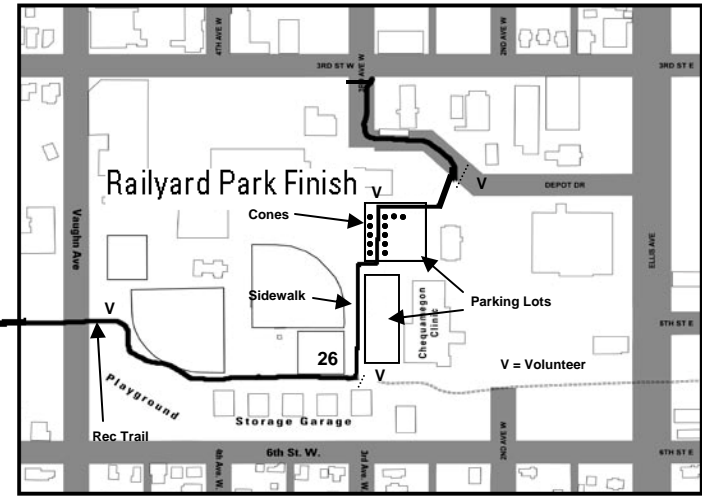 4TH AVE W
2ND AVE W
3RD ST W
3RD AVE W
3RD ST E
Railyard Park Finish
V
V
DEPOT DR
Cones
Vaughn Ave
ELLIS AVE
Sidewalk
Parking Lots
V
Chequamegon
Clinic
5TH ST E
26
V
V = Volunteer
Playground
Storage Garage
Rec Trail
2ND AVE W
6th St. W.
6TH ST E
4th Ave. W.
3rd Ave. W.